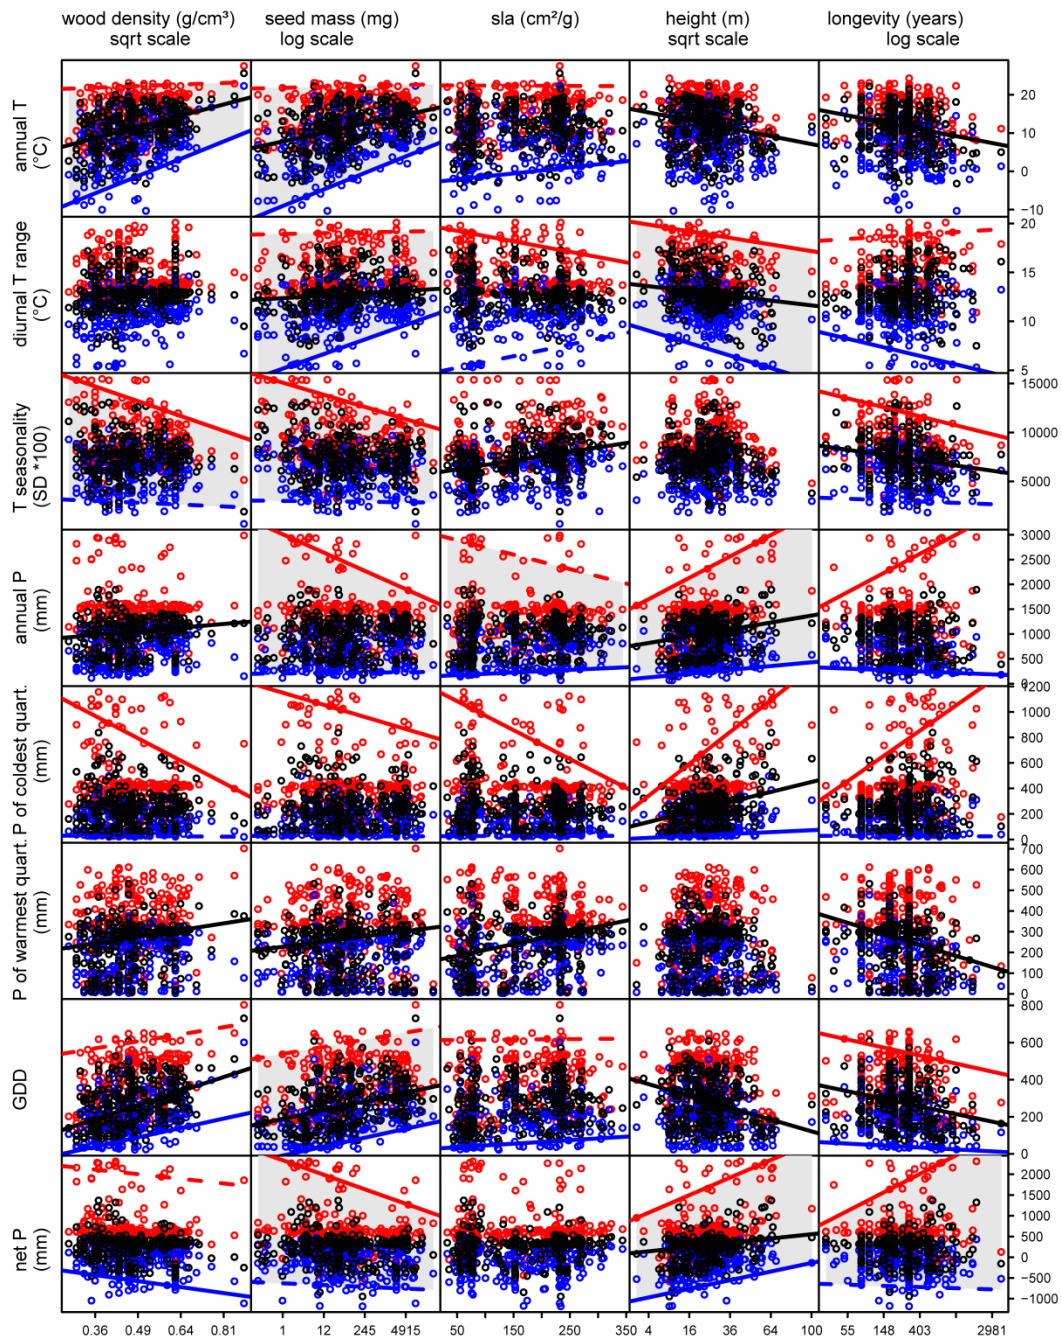 wood density (g/cm³) seed mass (mg) sla (cm²/g) height (m) longevity (years)
sqrt scale log scale sqrt scale log scale
annual T
(°C)
20
10
0
−10
diurnal T range
(°C)
20
15
10
5
T seasonality
(SD *100)
15000
10000
5000
annual P
(mm)
3000
2500
2000
1500
1000
500
0
P of coldest quart.
(mm)
1200
1000
800
600
400
200
0
P of warmest quart.
(mm)
700
600
500
400
300
200
100
0
GDD
800
600
400
200
0
net P
(mm)
2000
1500
1000
500
0
−500
−1000
0.36 0.49 0.64 0.81 1 12 245 4915 50 150 250 350 4 16 36 64 100 55 148 403 2981